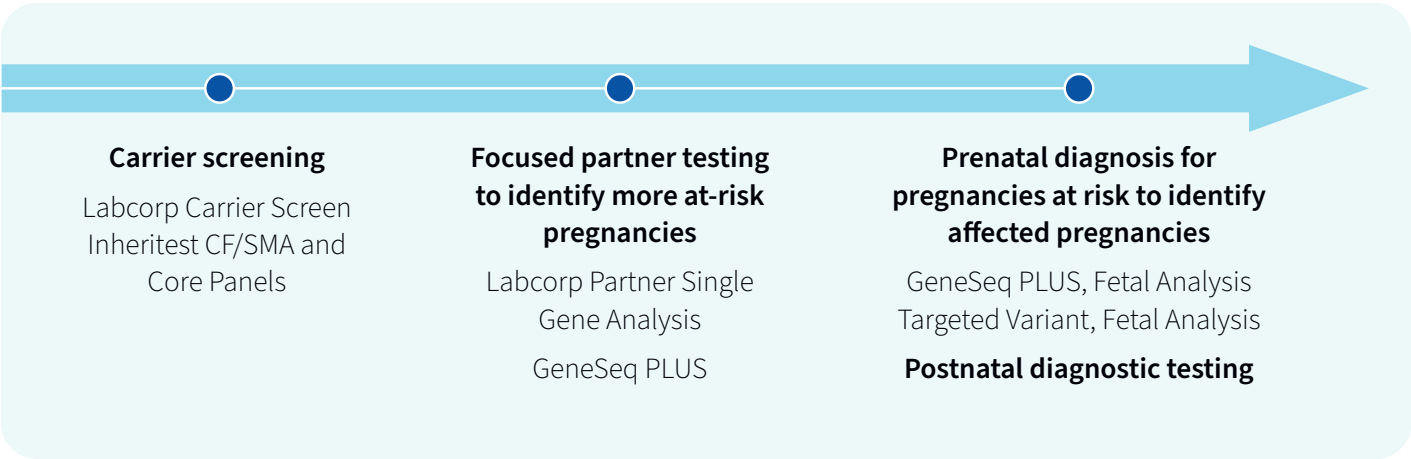 Carrier screening
Labcorp Carrier Screen
Inheritest CF/SMA and
Core Panels
Focused partner testing
to identify more at-risk
pregnancies
Labcorp Partner Single
Gene Analysis
GeneSeq PLUS
Prenatal diagnosis for
pregnancies at risk to identify
affected pregnancies
GeneSeq PLUS, Fetal Analysis
Targeted Variant, Fetal Analysis
Postnatal diagnostic testing